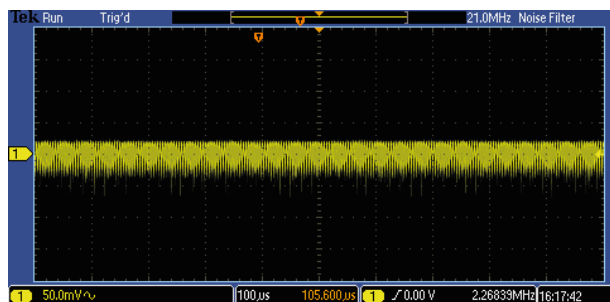 Tek Run Trig'd 21.0MHz Noise Filter
T
T
1
1 50.0mV 100µs 105.600µs 1 0.00 V 2.26839MHz 16:17:42